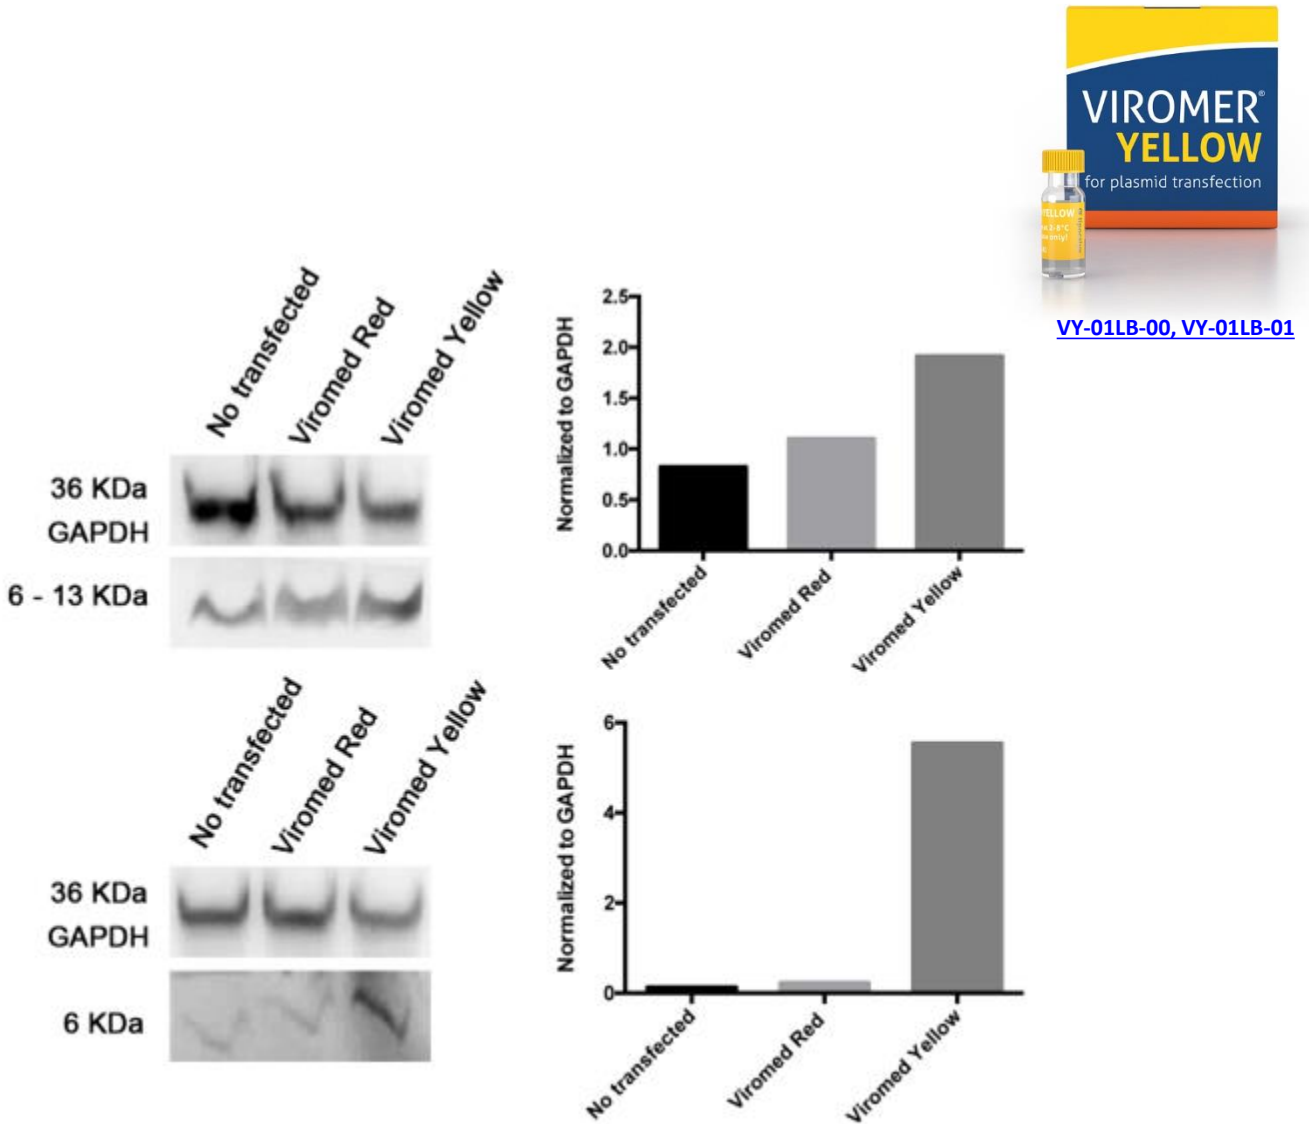 VIROMER®
YELLOW
for plasmid transfection
YELLOW
only!
VY-01LB-00, VY-01LB-01
No transfected
Viromed Red
Viromed Yellow
36 KDa
GAPDH
6 - 13 KDa
Normalized to GAPDH
2.5
2.0
1.5
1.0
0.5
0.0
No transfected
Viromed Red
Viromed Yellow
No transfected
Viromed Red
Viromed Yellow
36 KDa
GAPDH
6 KDa
Normalized to GAPDH
6
4
2
0
No transfected
Viromed Red
Viromed Yellow